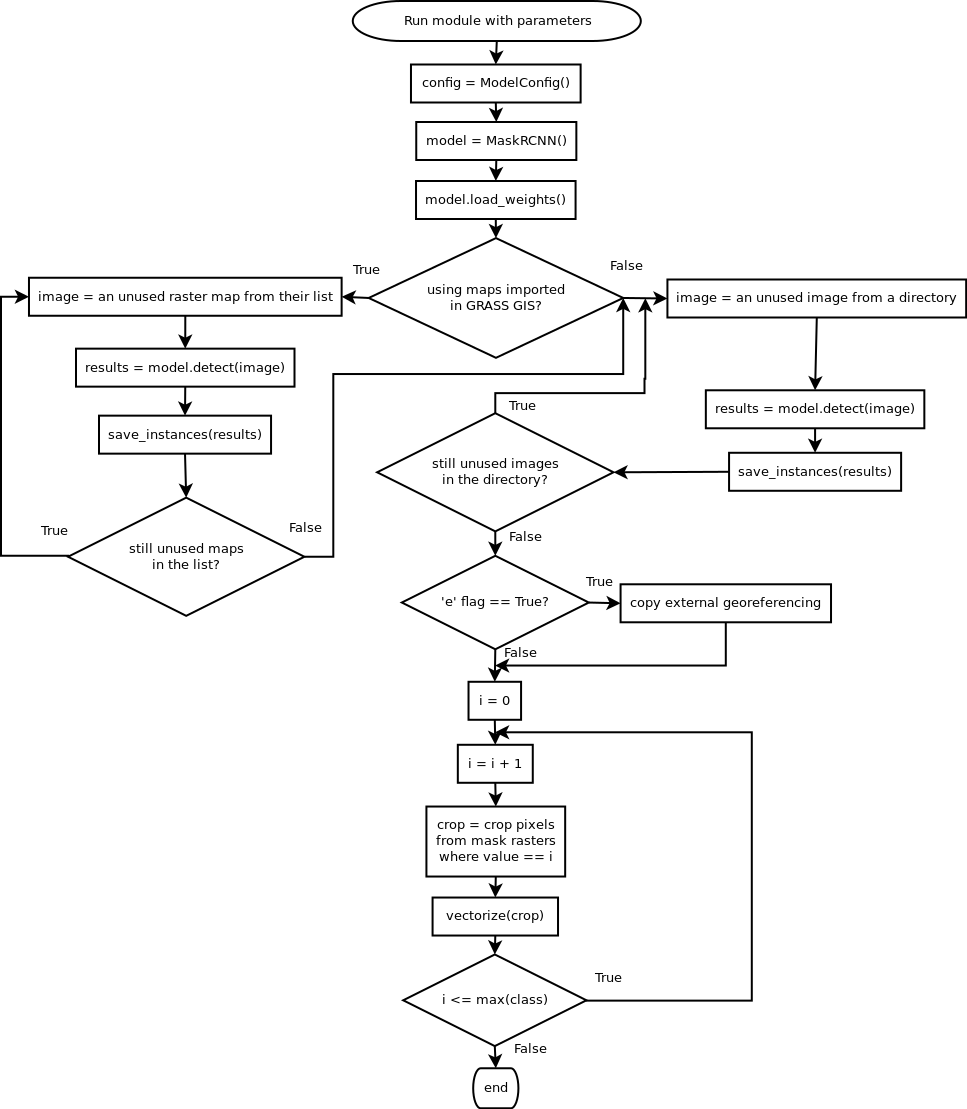 Run module with parameters
config = ModelConfig()
model = MaskRCNN()
model.load_weights()
using maps imported
in GRASS GIS?
True
False
image = an unused raster map from their list
results = model.detect(image)
save_instances(results)
still unused maps
in the list?
True
False
image = an unused image from a directory
results = model.detect(image)
save_instances(results)
still unused images
in the directory?
True
False
'e' flag == True?
True
copy external georeferencing
False
i = 0
i = i + 1
crop = crop pixels
from mask rasters
where value == i
vectorize(crop)
i <= max(class)
True
False
end